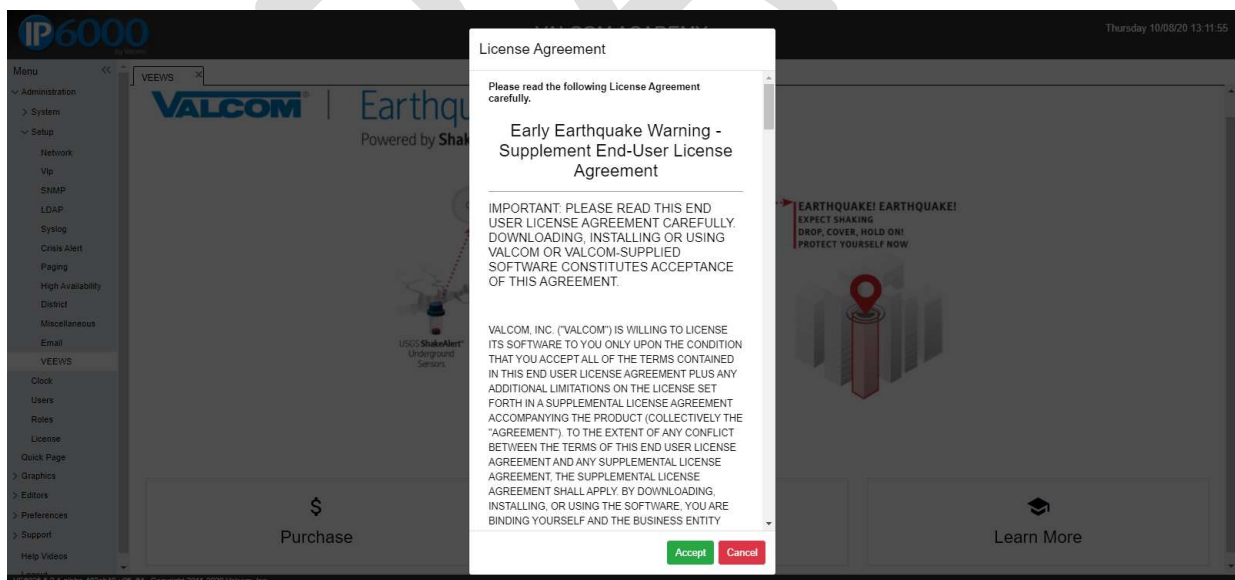 IP6000
by Valcom
VALCOM ACADEMY
Thursday 10/08/20 13:11:55
Menu
<<
Administration
System
Setup
Network
Vip
SNMP
LDAP
Syslog
Crisis Alert
Paging
High Availability
District
Miscellaneous
Email
VEEWS
Clock
Users
Roles
License
Quick Page
Graphics
Editors
Preferences
Support
Help Videos
VEEWS X
VALCOM
Powered by
USGS ShakeAlert®
Underground
Sensors
EARTHQUAKE! EARTHQUAKE!
EXPECT SHAKING
DROP, COVER, HOLD ON!
PROTECT YOURSELF NOW
$
Purchase
Learn More
License Agreement
Please read the following License Agreement
carefully.
Early Earthquake Warning -
Supplement End-User License
Agreement
IMPORTANT: PLEASE READ THIS END
USER LICENSE AGREEMENT CAREFULLY.
DOWNLOADING, INSTALLING OR USING
VALCOM OR VALCOM-SUPPLIED
SOFTWARE CONSTITUTES ACCEPTANCE
OF THIS AGREEMENT.
VALCOM, INC. ("VALCOM") IS WILLING TO LICENSE
ITS SOFTWARE TO YOU ONLY UPON THE CONDITION
THAT YOU ACCEPT ALL OF THE TERMS CONTAINED
IN THIS END USER LICENSE AGREEMENT PLUS ANY
ADDITIONAL LIMITATIONS ON THE LICENSE SET
FORTH IN A SUPPLEMENTAL LICENSE AGREEMENT
ACCOMPANYING THE PRODUCT (COLLECTIVELY THE
"AGREEMENT"). TO THE EXTENT OF ANY CONFLICT
BETWEEN THE TERMS OF THIS END USER LICENSE
AGREEMENT AND ANY SUPPLEMENTAL LICENSE
AGREEMENT, THE SUPPLEMENTAL LICENSE
AGREEMENT SHALL APPLY. BY DOWNLOADING,
INSTALLING, OR USING THE SOFTWARE, YOU ARE
BINDING YOURSELF AND THE BUSINESS ENTITY
Accept
Cancel